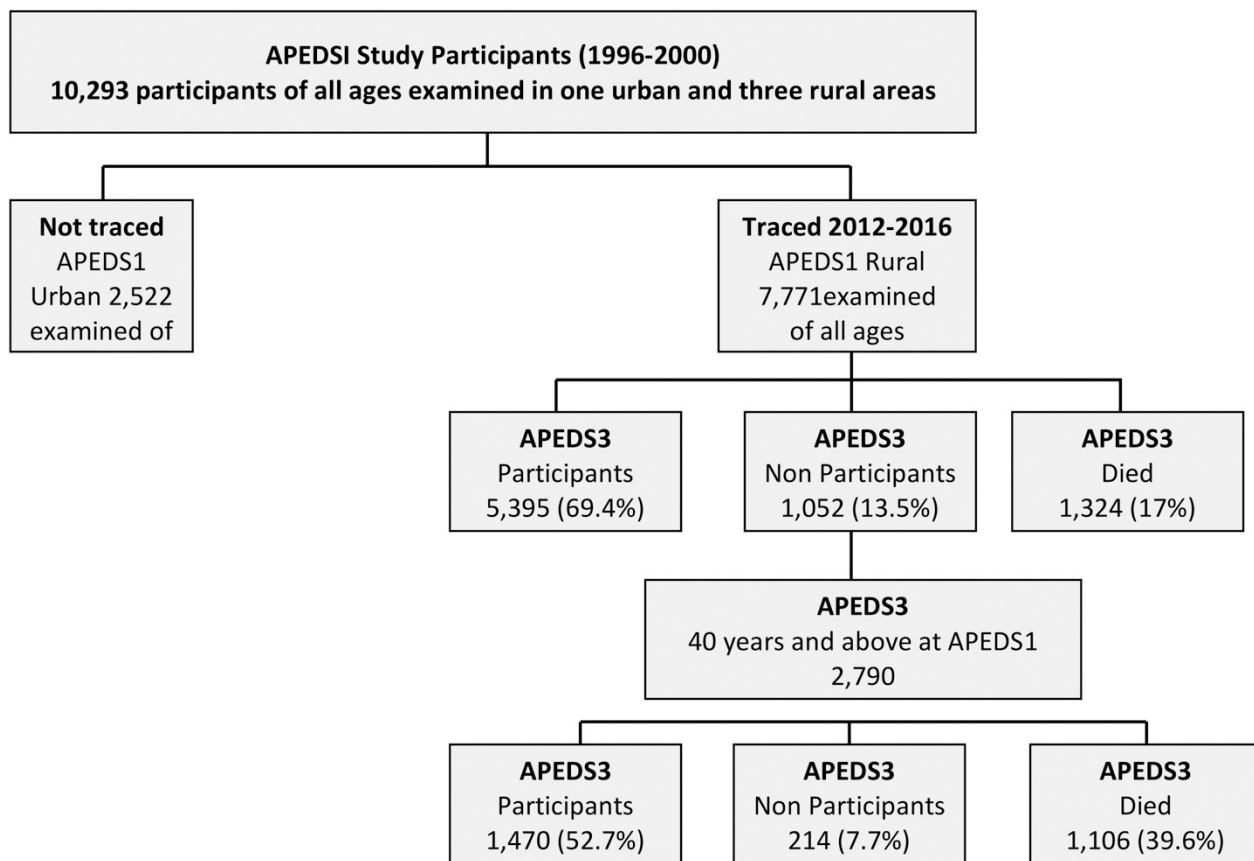 APEDSI Study Participants (1996-2000)
10,293 participants of all ages examined in one urban and three rural areas
Not traced
APEDS1
Urban 2,522
examined of
Traced 2012-2016
APEDS1 Rural
7,771examined
of all ages
APEDS3
Participants
5,395 (69.4%)
APEDS3
Non Participants
1,052 (13.5%)
APEDS3
Died
1,324 (17%)
APEDS3
40 years and above at APEDS1
2,790
APEDS3
Participants
1,470 (52.7%)
APEDS3
Non Participants
214 (7.7%)
APEDS3
Died
1,106 (39.6%)